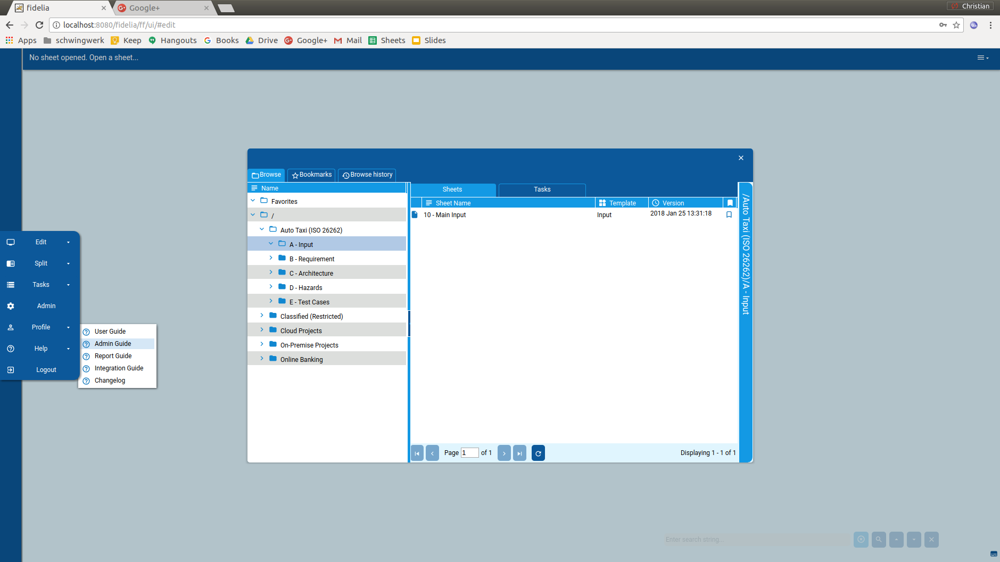 fidelia
Google+
Christian
localhost:8080/fidelia/ff/ui/#edit
Apps schwingwerk Keep Hangouts Books Drive Google+ Mail Sheets Slides
No sheet opened. Open a sheet...
Edit
Split
Tasks
Admin
Profile
Help
Logout
User Guide
Admin Guide
Report Guide
Integration Guide
Changelog
Browse Bookmarks Browse history
Name
Favorites
/
Auto Taxi (ISO 26262)
A - Input
B - Requirement
C - Architecture
D - Hazards
E - Test Cases
Classified (Restricted)
Cloud Projects
On-Premise Projects
Online Banking
Sheets Tasks
Sheet Name Template Version
10 - Main Input Input 2018 Jan 25 13:31:18
/Auto Taxi (ISO 26262)/A - Input
Page 1 of 1
Displaying 1 - 1 of 1
Enter search string...